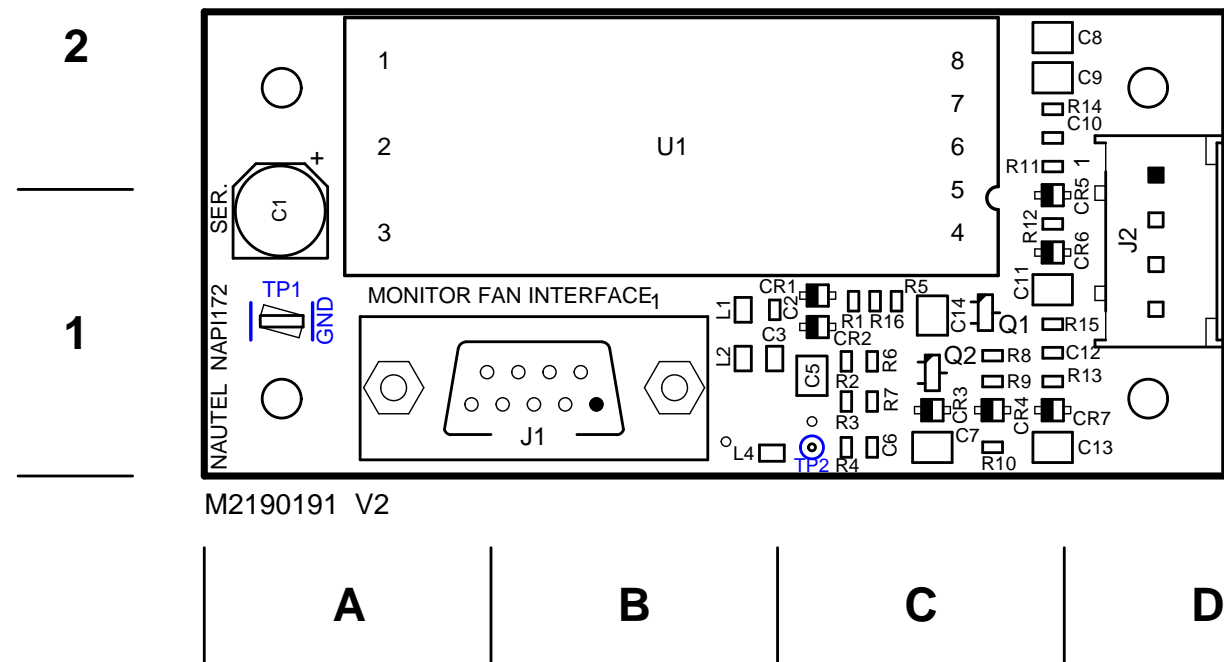 2
1
8
C8
7
C9
R14
C10
2
U1
6
R11
1
5
CR5
SER.
C1
+
3
4
R12
CR6
J2
C11
TP1
GND
MONITOR FAN INTERFACE
1
L1
C2
CR1
R1
R16
R5
C14
Q1
R15
1
NAUTEL NAPI172
L2
C3
CR2
C5
R2
R6
Q2
R8
C12
R9
R13
R3
R7
CR3
CR4
CR7
J1
L4
TP2
R4
C6
C7
R10
C13
M2190191 V2
A
B
C
D